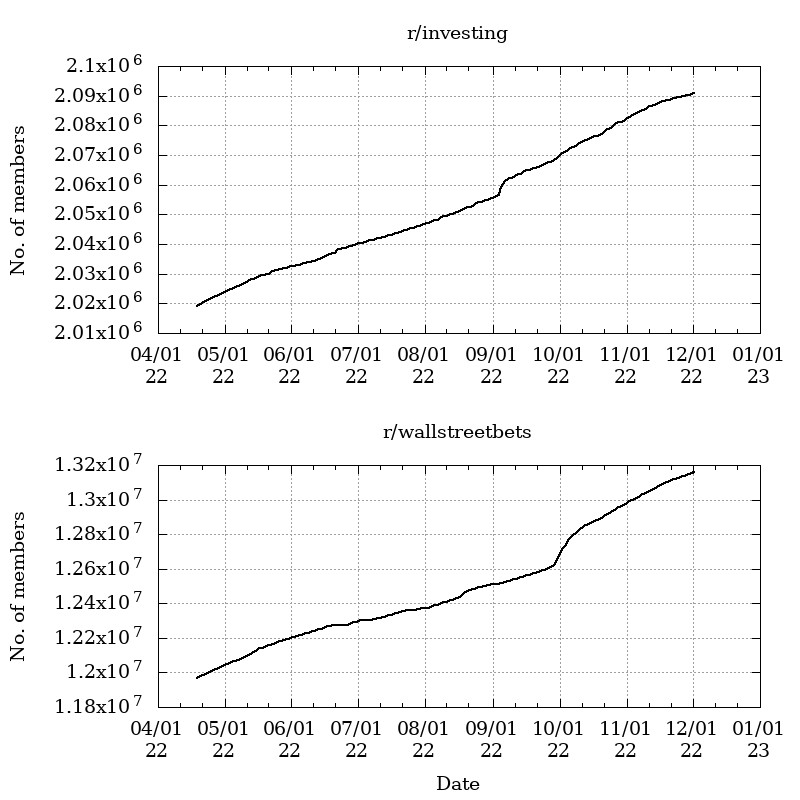 r/investing
No. of members
2.1x10^6
2.09x10^6
2.08x10^6
2.07x10^6
2.06x10^6
2.05x10^6
2.04x10^6
2.03x10^6
2.02x10^6
2.01x10^6
04/01 05/01 06/01 07/01 08/01 09/01 10/01 11/01 12/01 01/01
22 22 22 22 22 22 22 22 22 23
r/wallstreetbets
No. of members
1.32x10^7
1.3x10^7
1.28x10^7
1.26x10^7
1.24x10^7
1.22x10^7
1.2x10^7
1.18x10^7
04/01 05/01 06/01 07/01 08/01 09/01 10/01 11/01 12/01 01/01
22 22 22 22 22 22 22 22 22 23
Date